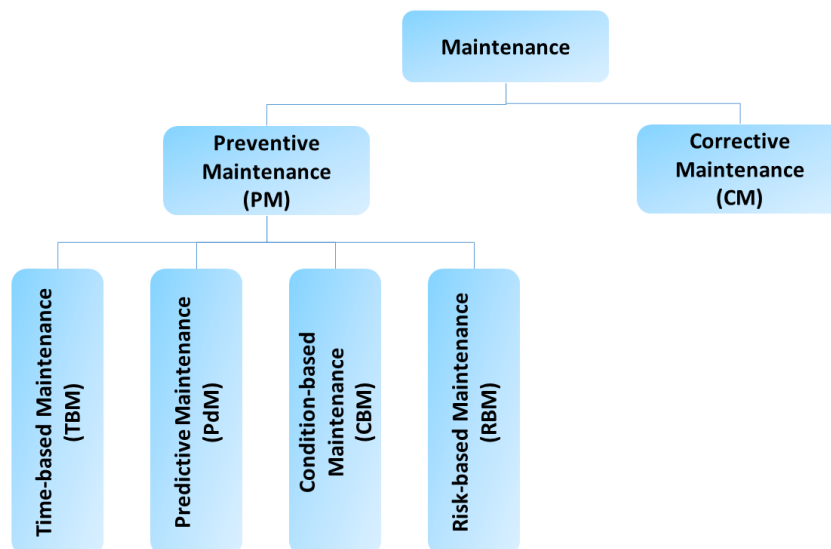 Maintenance
Preventive
Maintenance
(PM)
Corrective
Maintenance
(CM)
Time-based Maintenance
(TBM)
Predictive Maintenance
(PdM)
Condition-based
Maintenance
(CBM)
Risk-based Maintenance
(RBM)